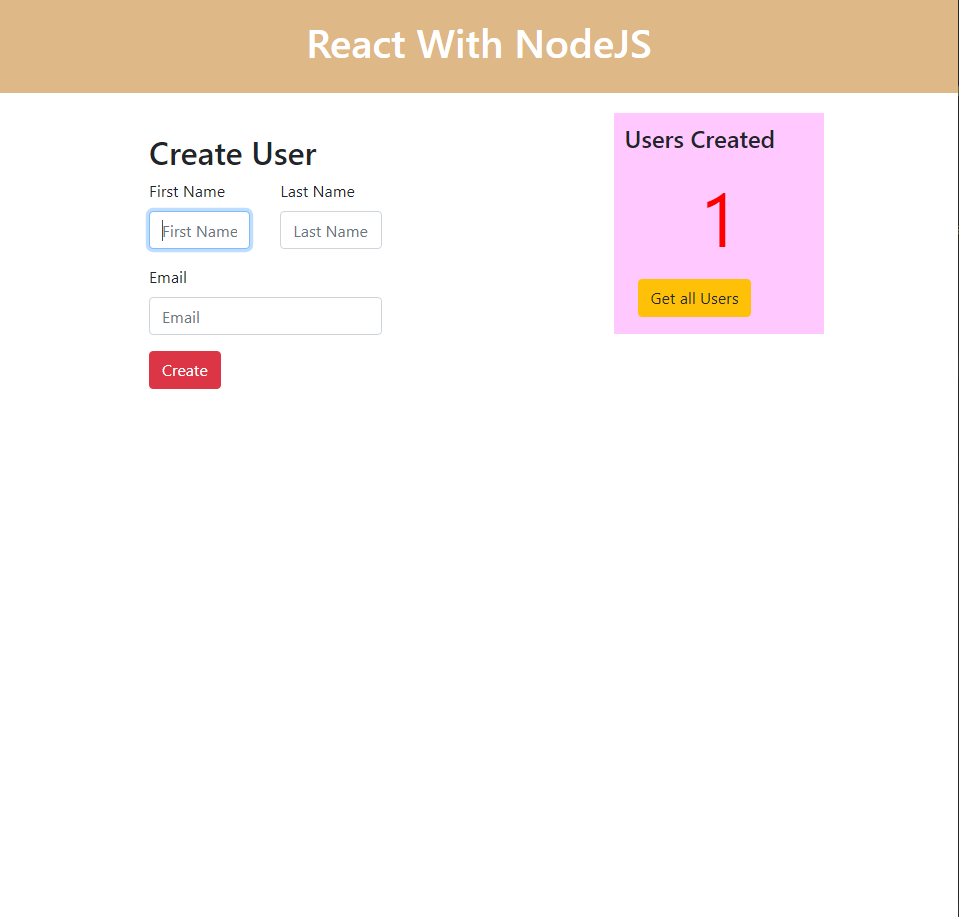 React With NodeJS
Create User
First Name Last Name
First Name Last Name
Email
Email
Create
Users Created
1
Get all Users